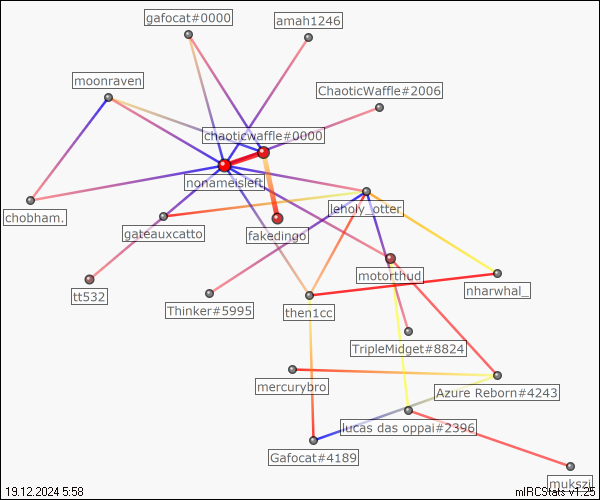 gafocat#0000
amah1246
moonraven
ChaoticWaffle#2006
chaoticwaffle#0000
nonameisleft
leholy_otter
chobham.
gateauxcatto
fakedingo
motorthud
nharwhal_
tt532
Thinker#5995
then1cc
TripleMidget#8824
mercurybro
Azure Reborn#4243
lucas das oppai#2396
Gafocat#4189
mukszi
19.12.2024 5:58
mIRCStats v1.25